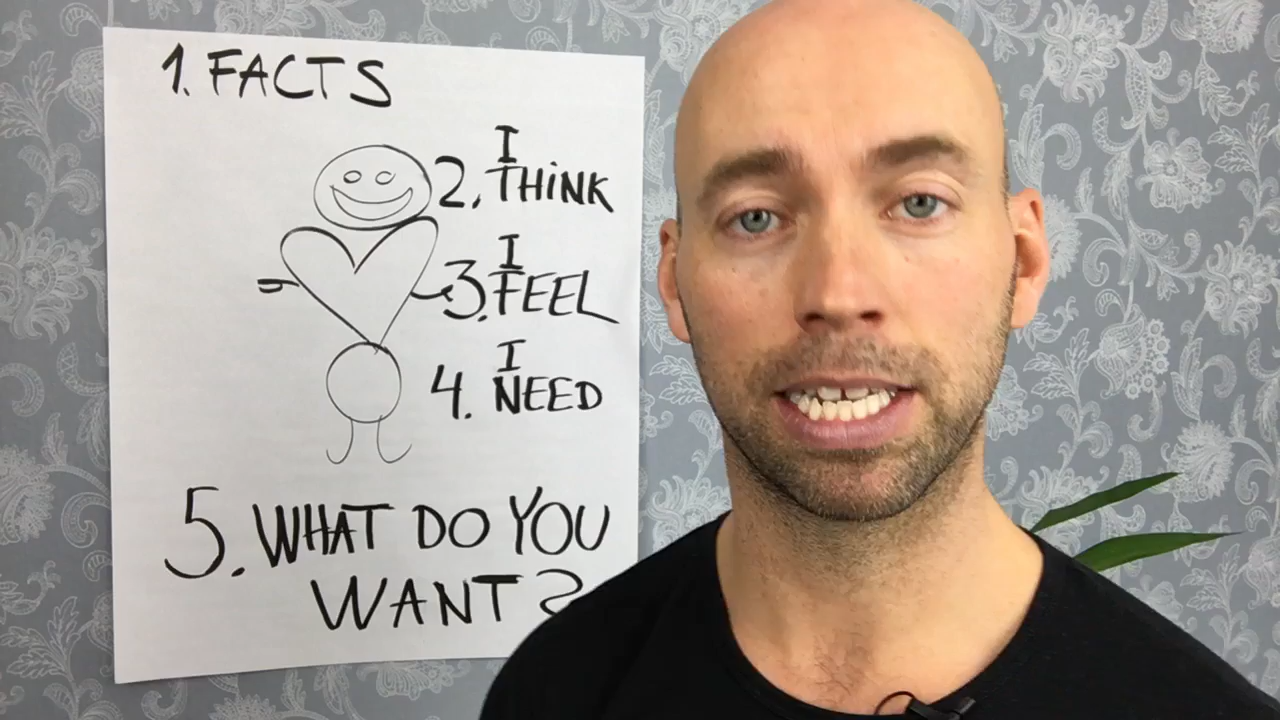 1. FACTS
2. I THiNK
3. I FEEL
4. I NEED
5. WHAT DO YOU
WANT?